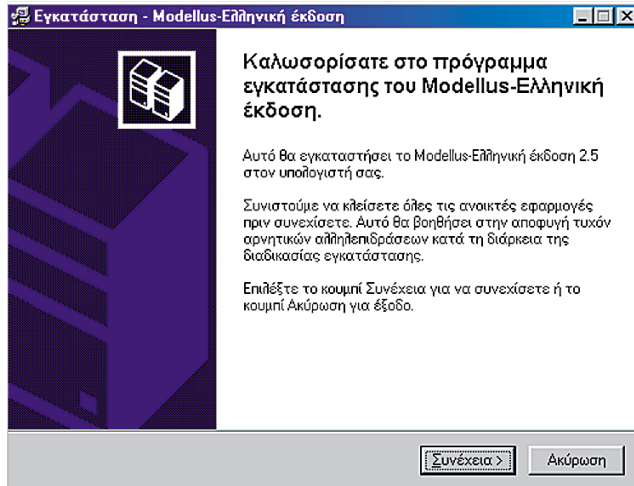 Εγκατάσταση - Modellus-Ελληνική έκδοση
Καλωσορίσατε στο πρόγραμμα
εγκατάστασης του Modellus-Ελληνική
έκδοση.
Αυτό θα εγκαταστήσει το Modellus-Ελληνική έκδοση 2.5
στον υπολογιστή σας.
Συνιστούμε να κλείσετε όλες τις ανοικτές εφαρμογές
πριν συνεχίσετε. Αυτό θα βοηθήσει στην αποφυγή τυχόν
αρνητικών αλληλεπιδράσεων κατά τη διάρκεια της
διαδικασίας εγκατάστασης.
Επιλέξτε το κουμπί Συνέχεια για να συνεχίσετε ή το
κουμπί Ακύρωση για έξοδο.
Συνέχεια >
Ακύρωση